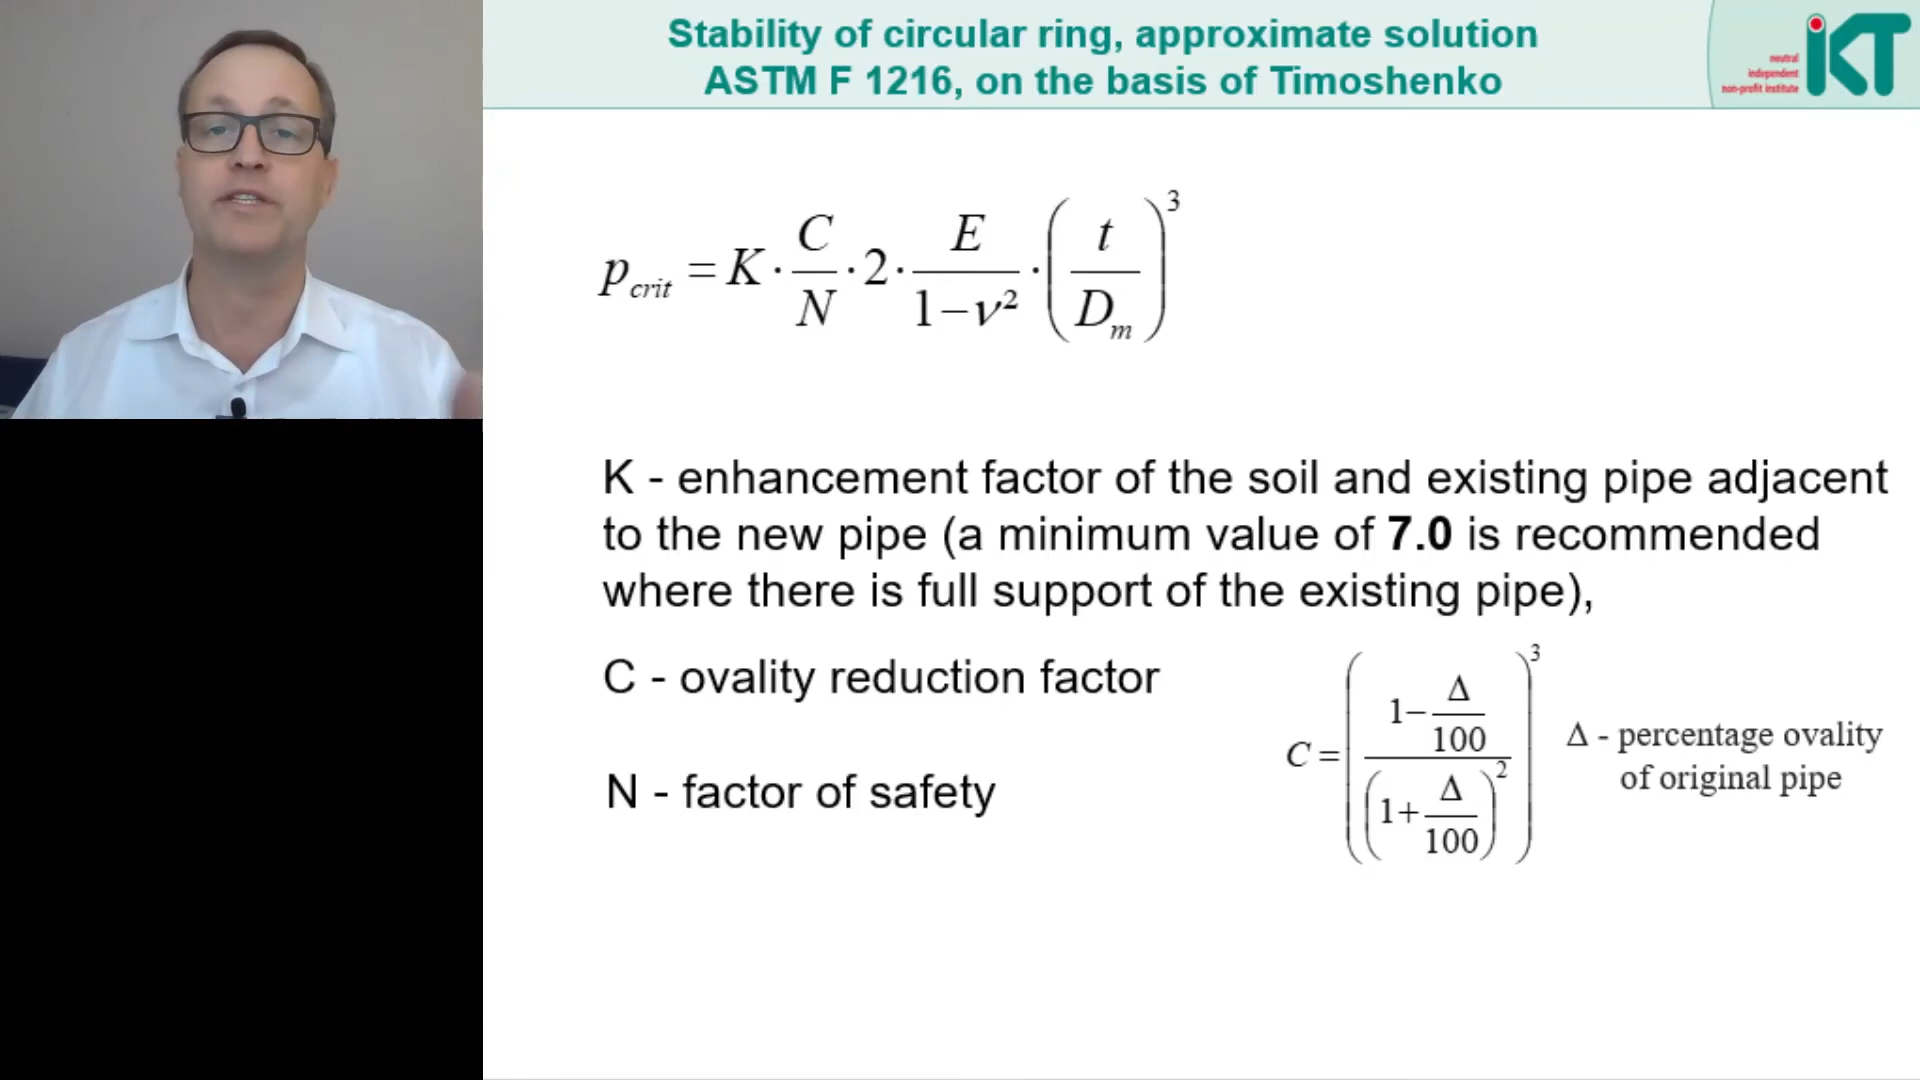 Stability of circular ring, approximate solution
ASTM F 1216, on the basis of Timoshenko
neutral
independent
non-profit institute
iKT
p_crit = K · C/N · 2 · E/(1−ν²) · (t/D_m)³
K - enhancement factor of the soil and existing pipe adjacent
to the new pipe (a minimum value of 7.0 is recommended
where there is full support of the existing pipe),
C - ovality reduction factor
C = ((1−Δ/100)/(1+Δ/100)²)³
Δ - percentage ovality
of original pipe
N - factor of safety